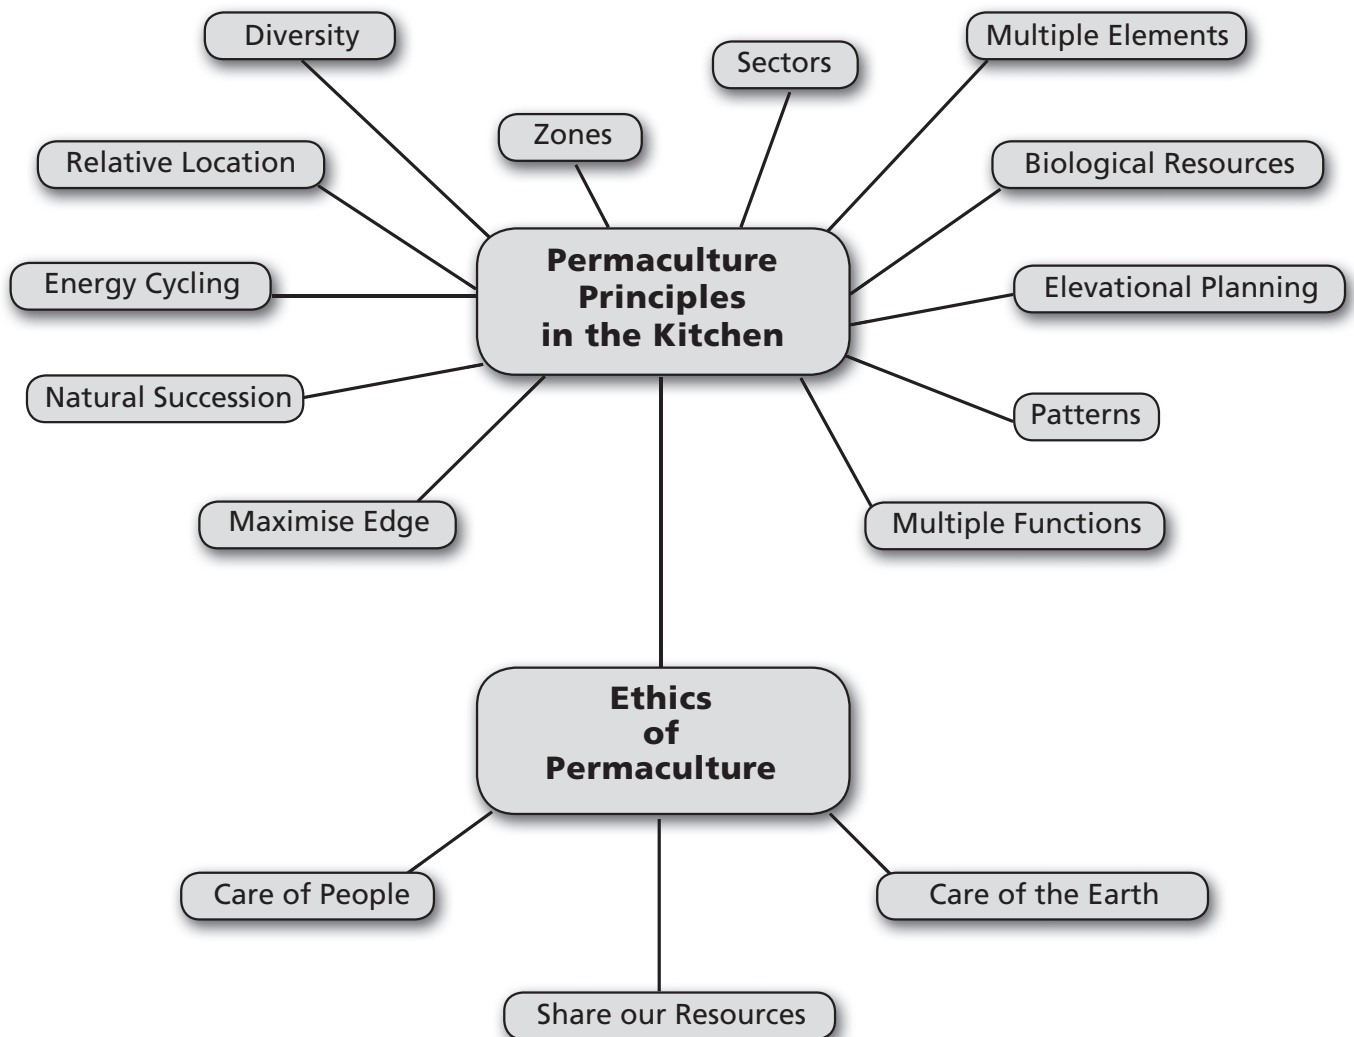 Diversity
Multiple Elements
Sectors
Zones
Relative Location
Biological Resources
Energy Cycling
Permaculture
Principles
in the Kitchen
Elevational Planning
Natural Succession
Patterns
Maximise Edge
Multiple Functions
Ethics
of
Permaculture
Care of People
Care of the Earth
Share our Resources